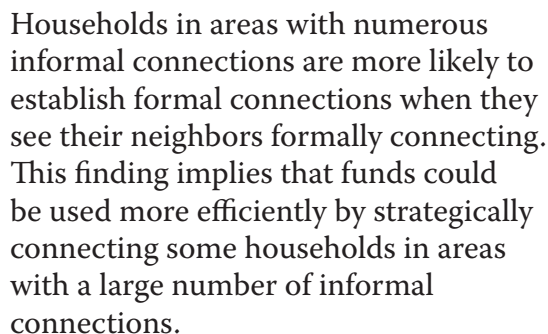 Households in areas with numerous
informal connections are more likely to
establish formal connections when they
see their neighbors formally connecting.
This finding implies that funds could
be used more efficiently by strategically
connecting some households in areas
with a large number of informal
connections.